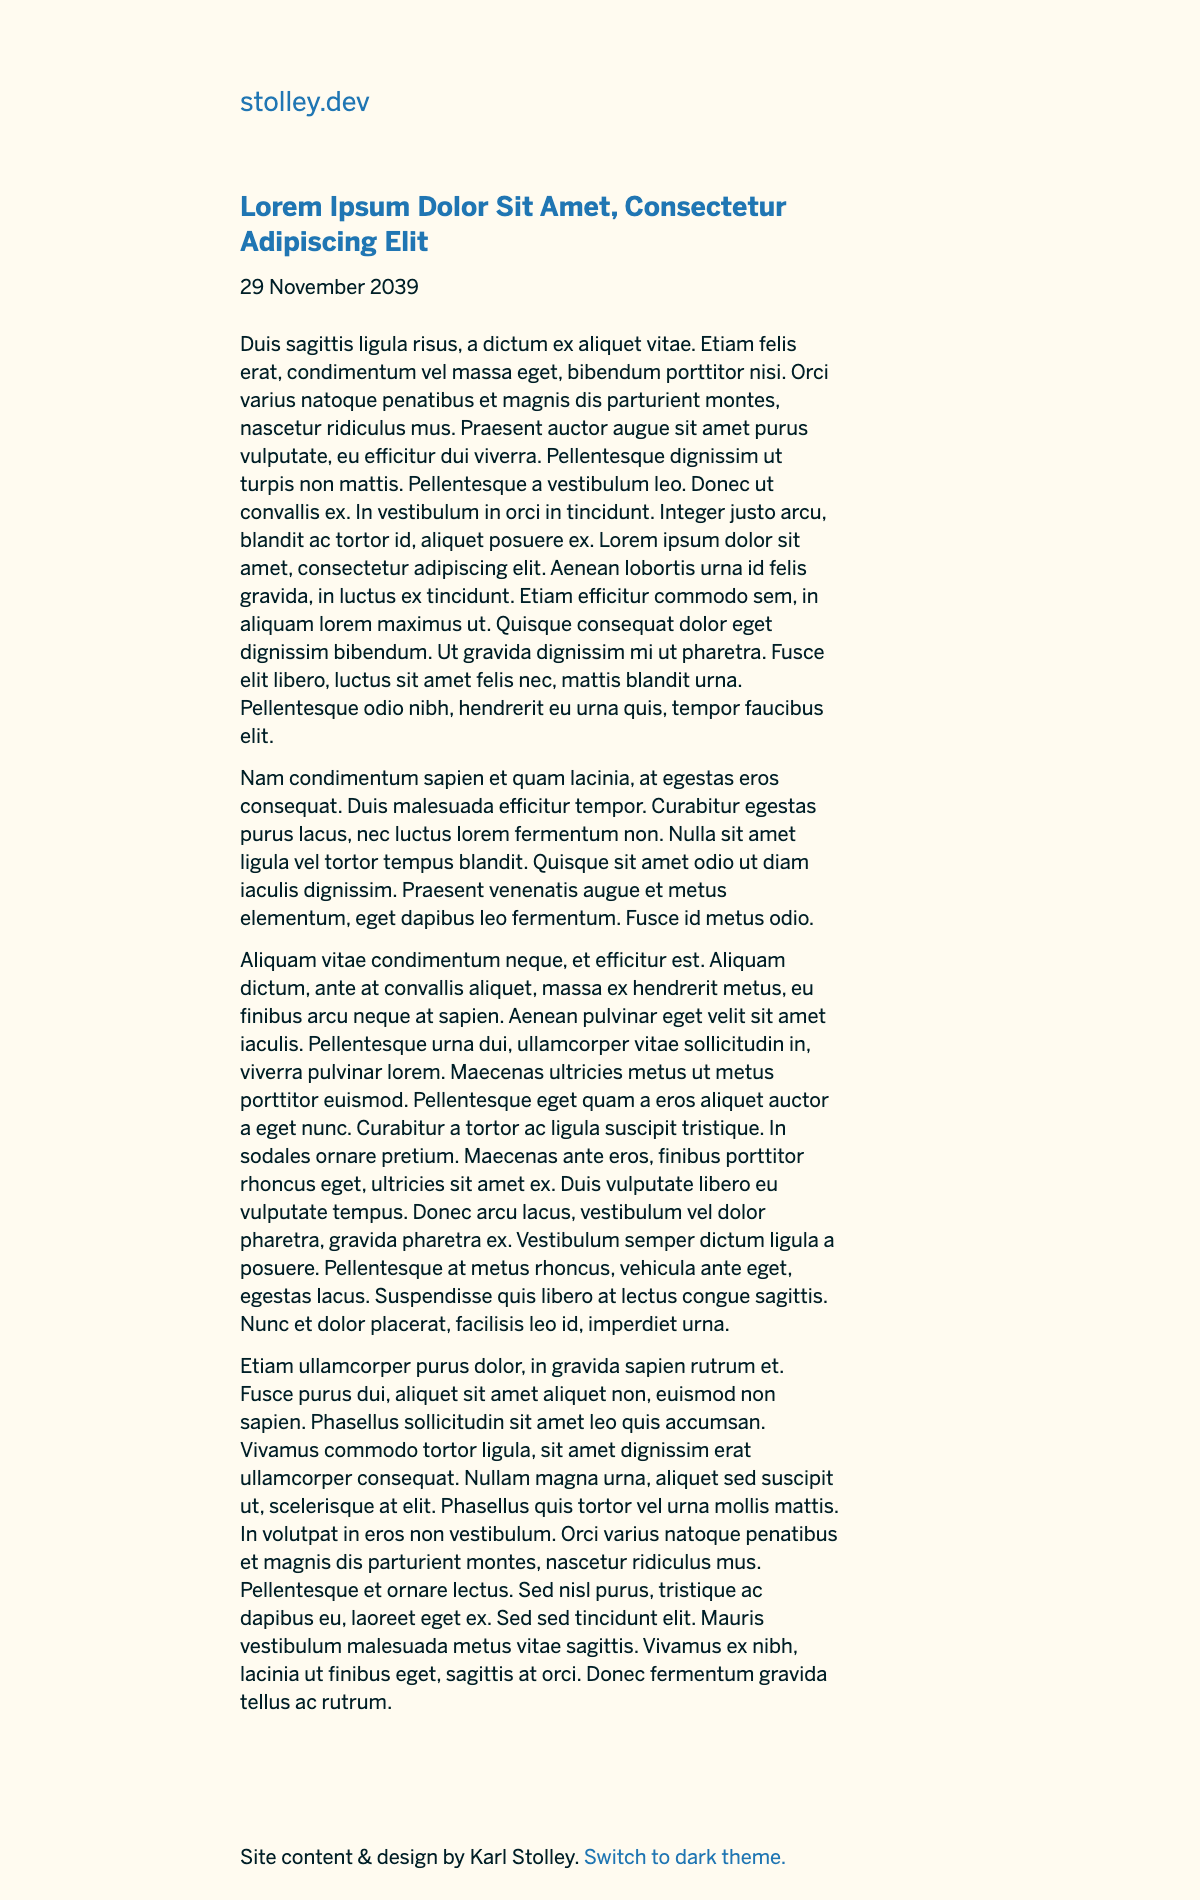 stolley.dev
Lorem Ipsum Dolor Sit Amet, Consectetur
Adipiscing Elit
29 November 2039
Duis sagittis ligula risus, a dictum ex aliquet vitae. Etiam felis
erat, condimentum vel massa eget, bibendum porttitor nisi. Orci
varius natoque penatibus et magnis dis parturient montes,
nascetur ridiculus mus. Praesent auctor augue sit amet purus
vulputate, eu efficitur dui viverra. Pellentesque dignissim ut
turpis non mattis. Pellentesque a vestibulum leo. Donec ut
convallis ex. In vestibulum in orci in tincidunt. Integer justo arcu,
blandit ac tortor id, aliquet posuere ex. Lorem ipsum dolor sit
amet, consectetur adipiscing elit. Aenean lobortis urna id felis
gravida, in luctus ex tincidunt. Etiam efficitur commodo sem, in
aliquam lorem maximus ut. Quisque consequat dolor eget
dignissim bibendum. Ut gravida dignissim mi ut pharetra. Fusce
elit libero, luctus sit amet felis nec, mattis blandit urna.
Pellentesque odio nibh, hendrerit eu urna quis, tempor faucibus
elit.
Nam condimentum sapien et quam lacinia, at egestas eros
consequat. Duis malesuada efficitur tempor. Curabitur egestas
purus lacus, nec luctus lorem fermentum non. Nulla sit amet
ligula vel tortor tempus blandit. Quisque sit amet odio ut diam
iaculis dignissim. Praesent venenatis augue et metus
elementum, eget dapibus leo fermentum. Fusce id metus odio.
Aliquam vitae condimentum neque, et efficitur est. Aliquam
dictum, ante at convallis aliquet, massa ex hendrerit metus, eu
finibus arcu neque at sapien. Aenean pulvinar eget velit sit amet
iaculis. Pellentesque urna dui, ullamcorper vitae sollicitudin in,
viverra pulvinar lorem. Maecenas ultricies metus ut metus
porttitor euismod. Pellentesque eget quam a eros aliquet auctor
a eget nunc. Curabitur a tortor ac ligula suscipit tristique. In
sodales ornare pretium. Maecenas ante eros, finibus porttitor
rhoncus eget, ultricies sit amet ex. Duis vulputate libero eu
vulputate tempus. Donec arcu lacus, vestibulum vel dolor
pharetra, gravida pharetra ex. Vestibulum semper dictum ligula a
posuere. Pellentesque at metus rhoncus, vehicula ante eget,
egestas lacus. Suspendisse quis libero at lectus congue sagittis.
Nunc et dolor placerat, facilisis leo id, imperdiet urna.
Etiam ullamcorper purus dolor, in gravida sapien rutrum et.
Fusce purus dui, aliquet sit amet aliquet non, euismod non
sapien. Phasellus sollicitudin sit amet leo quis accumsan.
Vivamus commodo tortor ligula, sit amet dignissim erat
ullamcorper consequat. Nullam magna urna, aliquet sed suscipit
ut, scelerisque at elit. Phasellus quis tortor vel urna mollis mattis.
In volutpat in eros non vestibulum. Orci varius natoque penatibus
et magnis dis parturient montes, nascetur ridiculus mus.
Pellentesque et ornare lectus. Sed nisl purus, tristique ac
dapibus eu, laoreet eget ex. Sed sed tincidunt elit. Mauris
vestibulum malesuada metus vitae sagittis. Vivamus ex nibh,
lacinia ut finibus eget, sagittis at orci. Donec fermentum gravida
tellus ac rutrum.
Site content & design by Karl Stolley. Switch to dark theme.